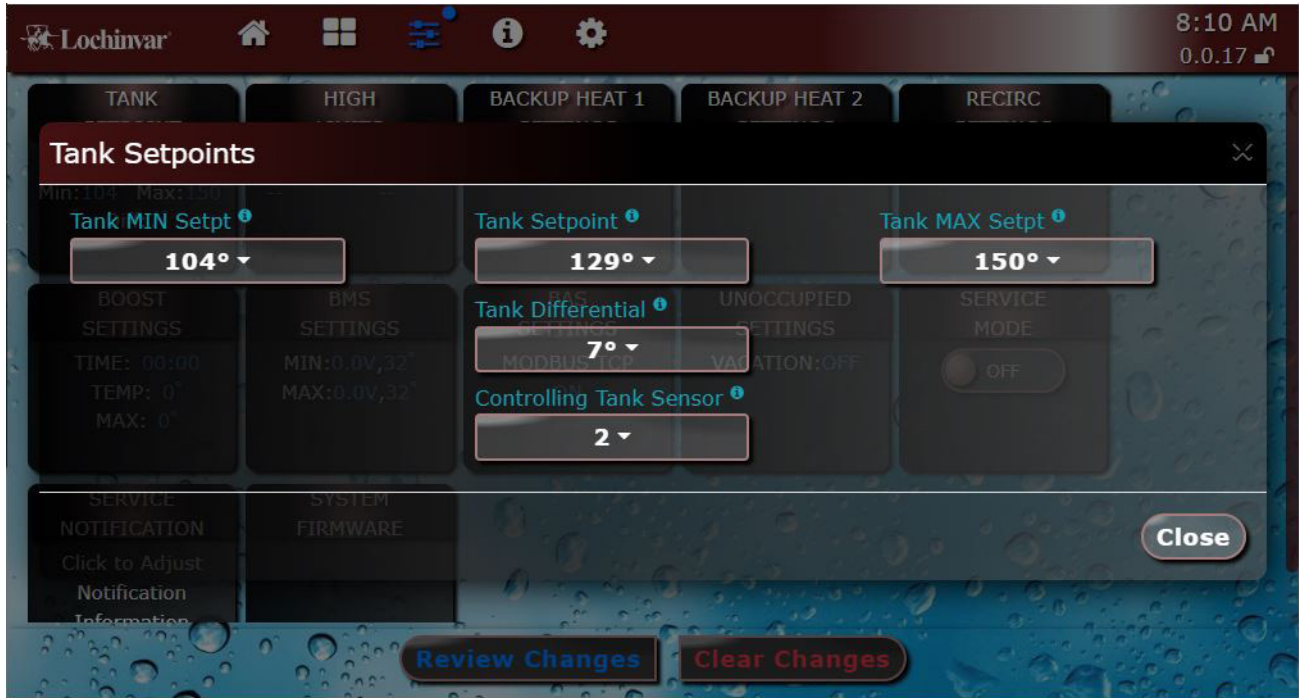 Lochinvar
8:10 AM
0.0.17
TANK
HIGH
BACKUP HEAT 1
BACKUP HEAT 2
RECIRC
Tank Setpoints
Min:104 Max:150
-- --
Tank MIN Setpt
Tank Setpoint
Tank MAX Setpt
104°
129°
150°
BOOST
SETTINGS
BMS
SETTINGS
BAS
SETTINGS
UNOCCUPIED
SETTINGS
SERVICE
MODE
Tank Differential
7°
TIME: 00:00
TEMP: 0°
MAX: 0°
MIN:0.0V,32°
MAX:0.0V,32°
MODBUS TCP
VACATION:OFF
OFF
Controlling Tank Sensor
2
SERVICE
NOTIFICATION
SYSTEM
FIRMWARE
Click to Adjust
Notification
Information
Close
Review Changes
Clear Changes